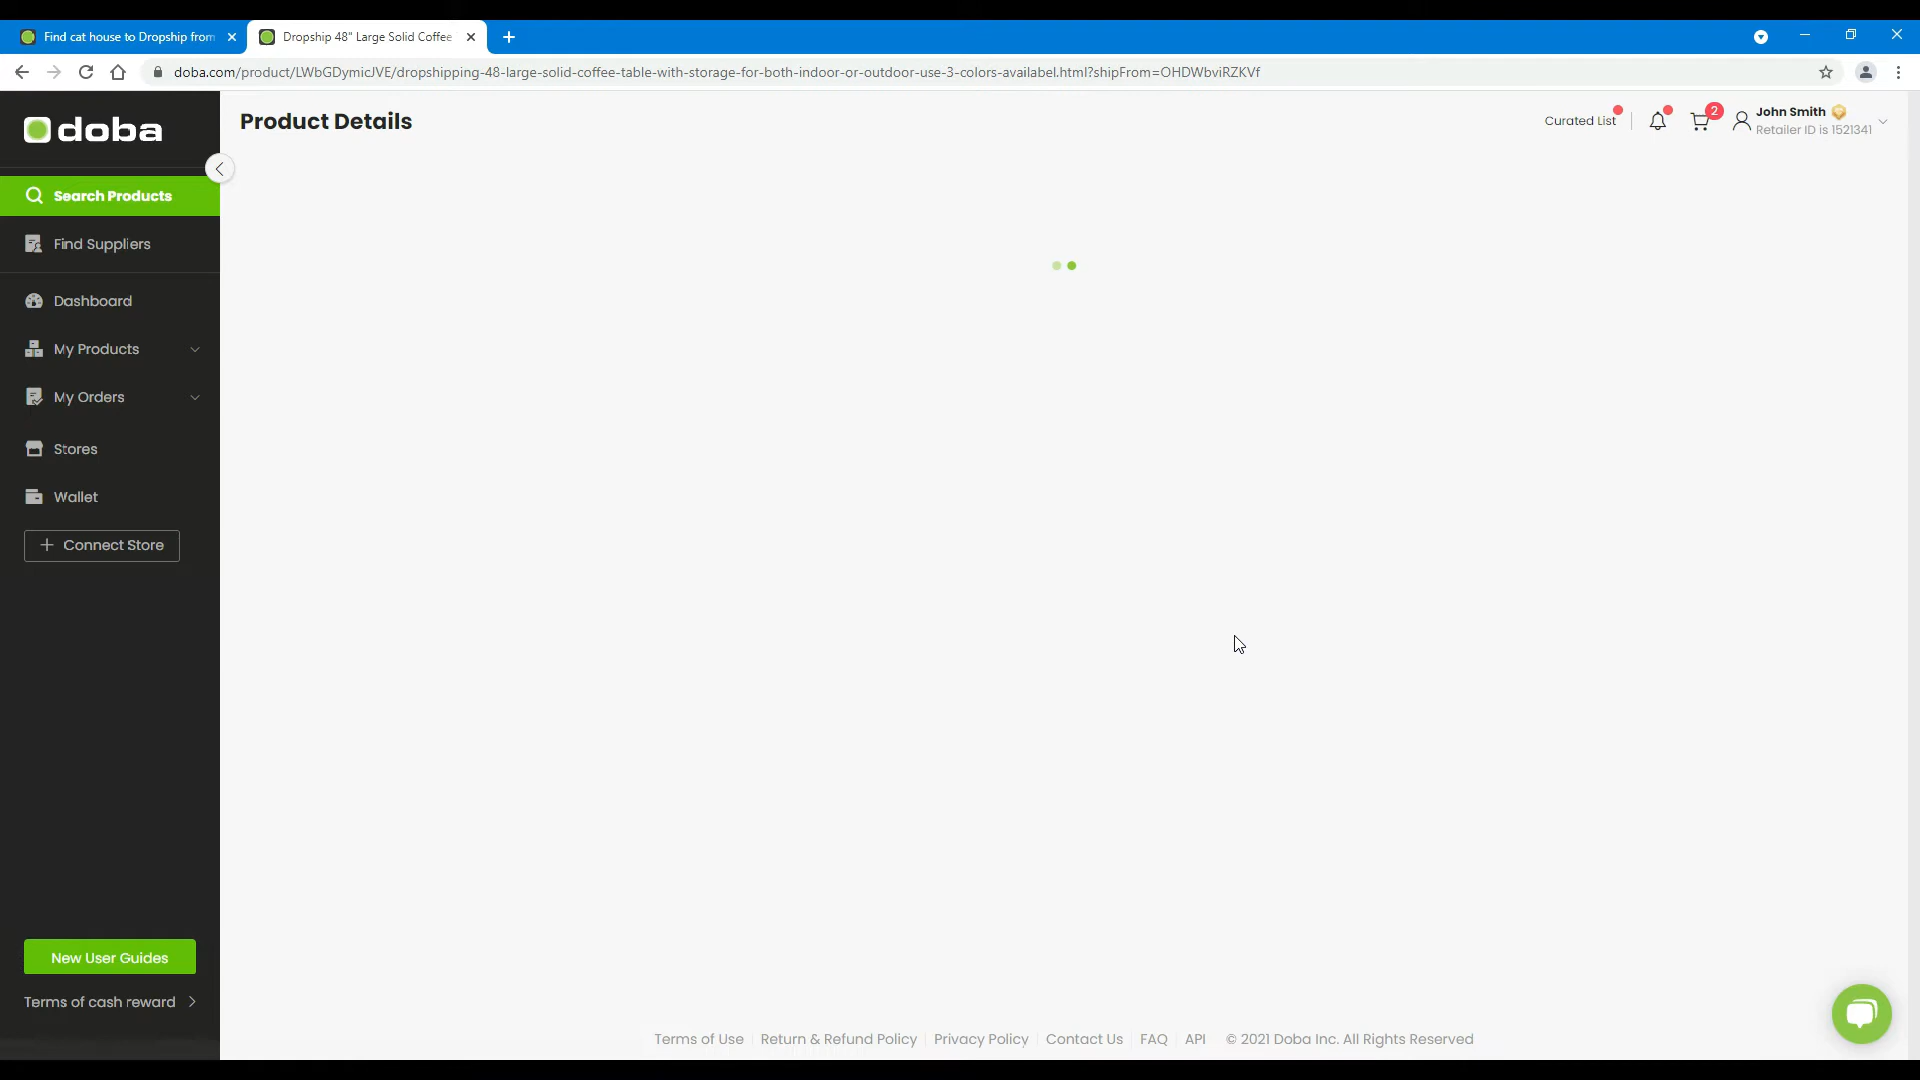 Find cat house to Dropship from
Dropship 48" Large Solid Coffee
doba.com/product/LWbGDymicJVE/dropshipping-48-large-solid-coffee-table-with-storage-for-both-indoor-or-outdoor-use-3-colors-availabel.html?shipFrom=OHDWbviRZKVf
doba
Product Details
Curated List
2
John Smith
Retailer ID is 1521341
Search Products
Find Suppliers
Dashboard
My Products
My Orders
Stores
Wallet
+ Connect Store
New User Guides
Terms of cash reward
Terms of Use Return & Refund Policy Privacy Policy Contact Us FAQ API © 2021 Doba Inc. All Rights Reserved